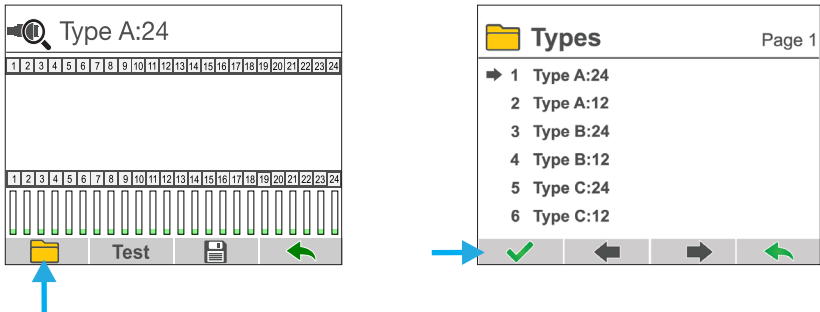 Type A:24
1 2 3 4 5 6 7 8 9 10 11 12 13 14 15 16 17 18 19 20 21 22 23 24
1 2 3 4 5 6 7 8 9 10 11 12 13 14 15 16 17 18 19 20 21 22 23 24
Test
Types Page 1
1 Type A:24
2 Type A:12
3 Type B:24
4 Type B:12
5 Type C:24
6 Type C:12